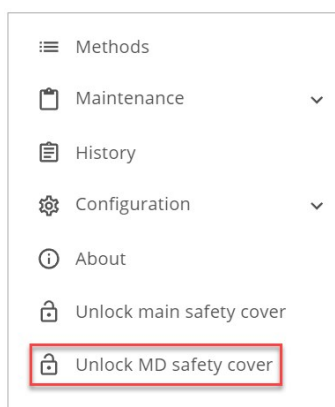 Methods
Maintenance
History
Configuration
About
Unlock main safety cover
Unlock MD safety cover